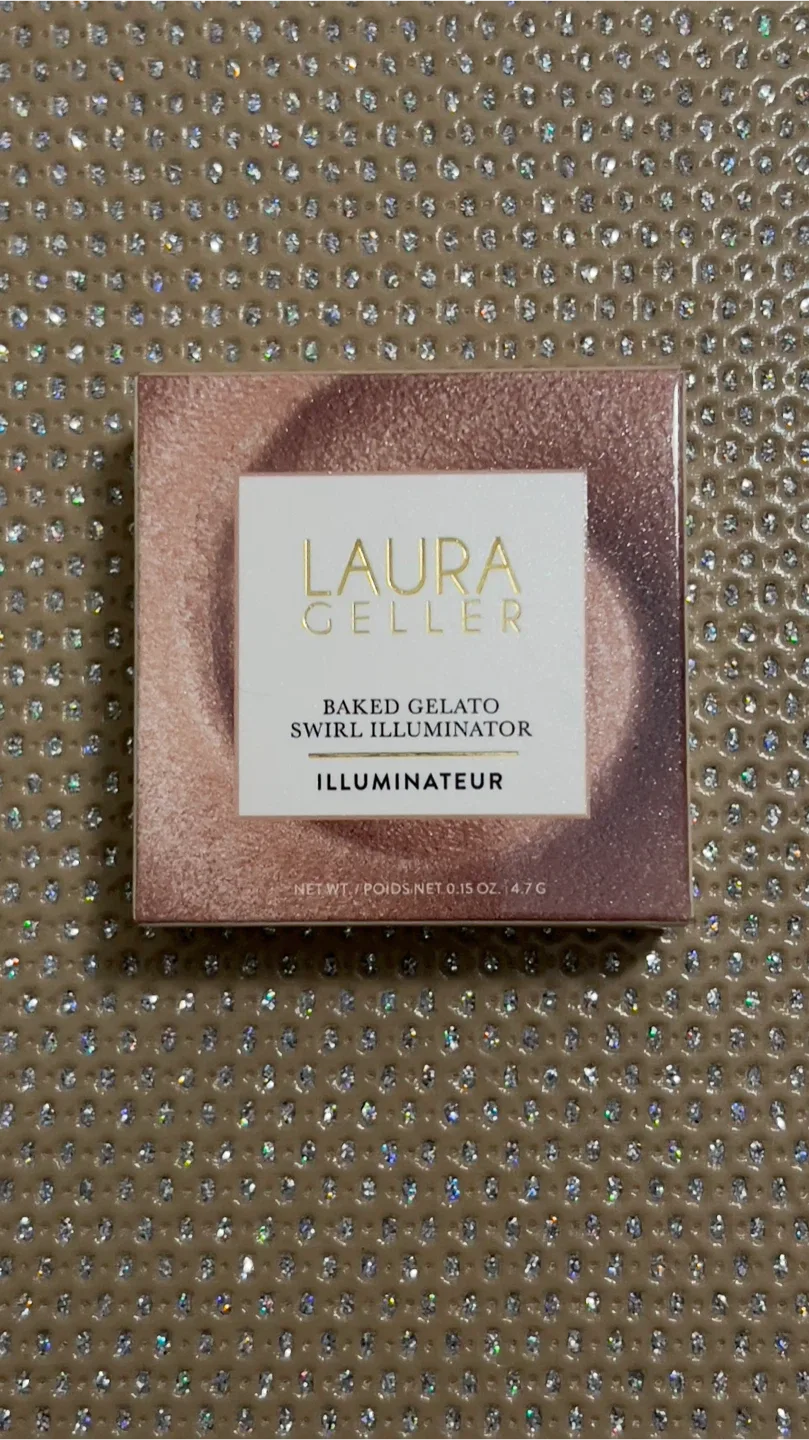 LAURA
GELLER
BAKED GELATO
SWIRL ILLUMINATOR
ILLUMINATEUR
NET WT. / POIDS NET 0.15 OZ. | 4.7 G